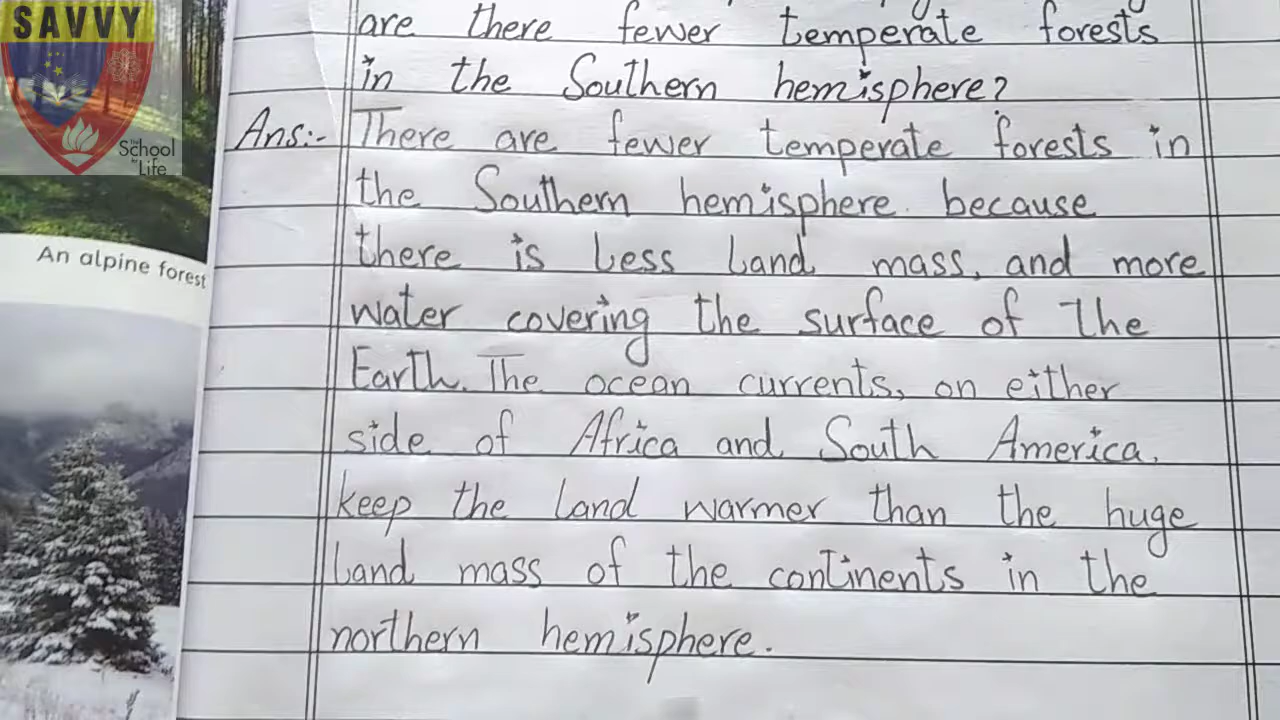 SAVVY
The School for Life
An alpine forest
are there fewer temperate forests
in the Southern hemisphere?
Ans:- There are fewer temperate forests in
the Southern hemisphere because
there is less land mass, and more
water covering the surface of the
Earth. The ocean currents, on either
side of Africa and South America,
keep the land warmer than the huge
land mass of the continents in the
northern hemisphere.